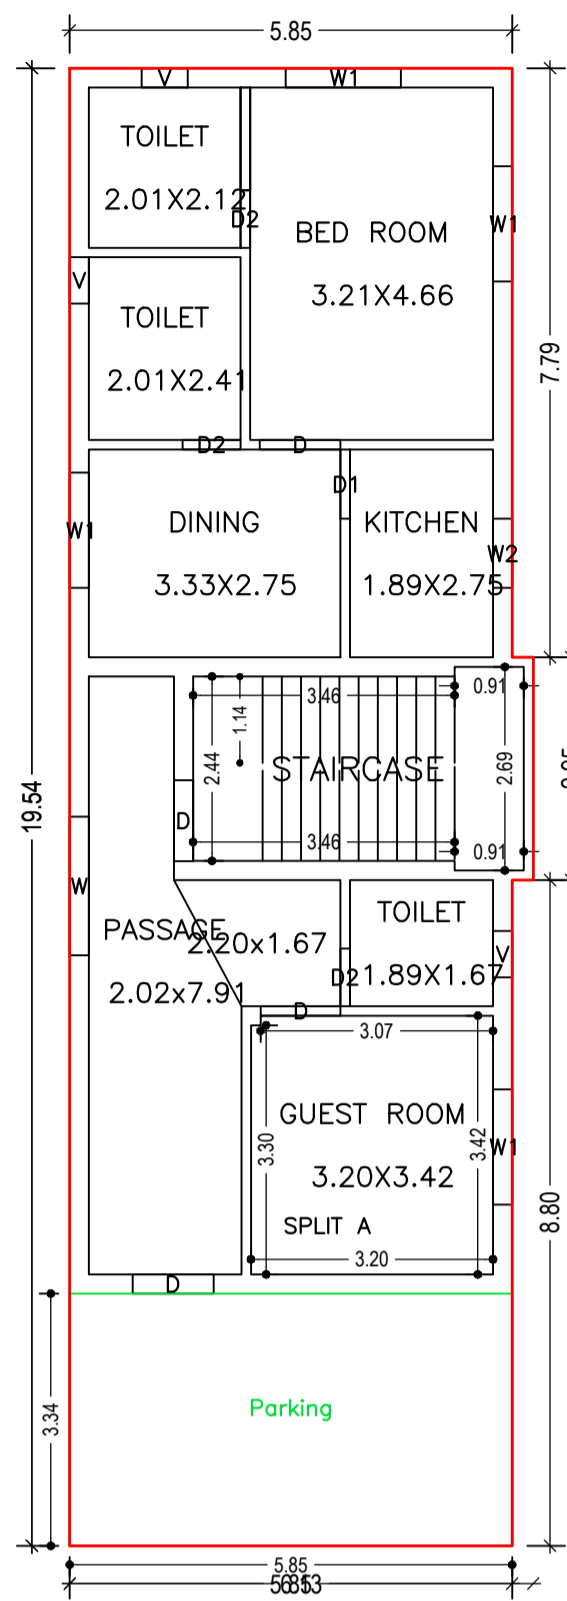 5.85
V
W1
TOILET
2.01X2.12
D2
BED ROOM
3.21X4.66
W1
V
TOILET
2.01X2.41
7.79
D2
D
D1
W1
DINING
3.33X2.75
KITCHEN
1.89X2.75
W2
3.46
0.91
1.14
2.44
STAIRCASE
2.69
19.54
D
3.46
0.91
W
PASSAGE
2.02x7.91
2.20x1.67
TOILET
1.89X1.67
V
D2
D
3.07
GUEST ROOM
3.20X3.42
3.30
3.42
W1
SPLIT A
3.20
8.80
D
3.34
Parking
5.85